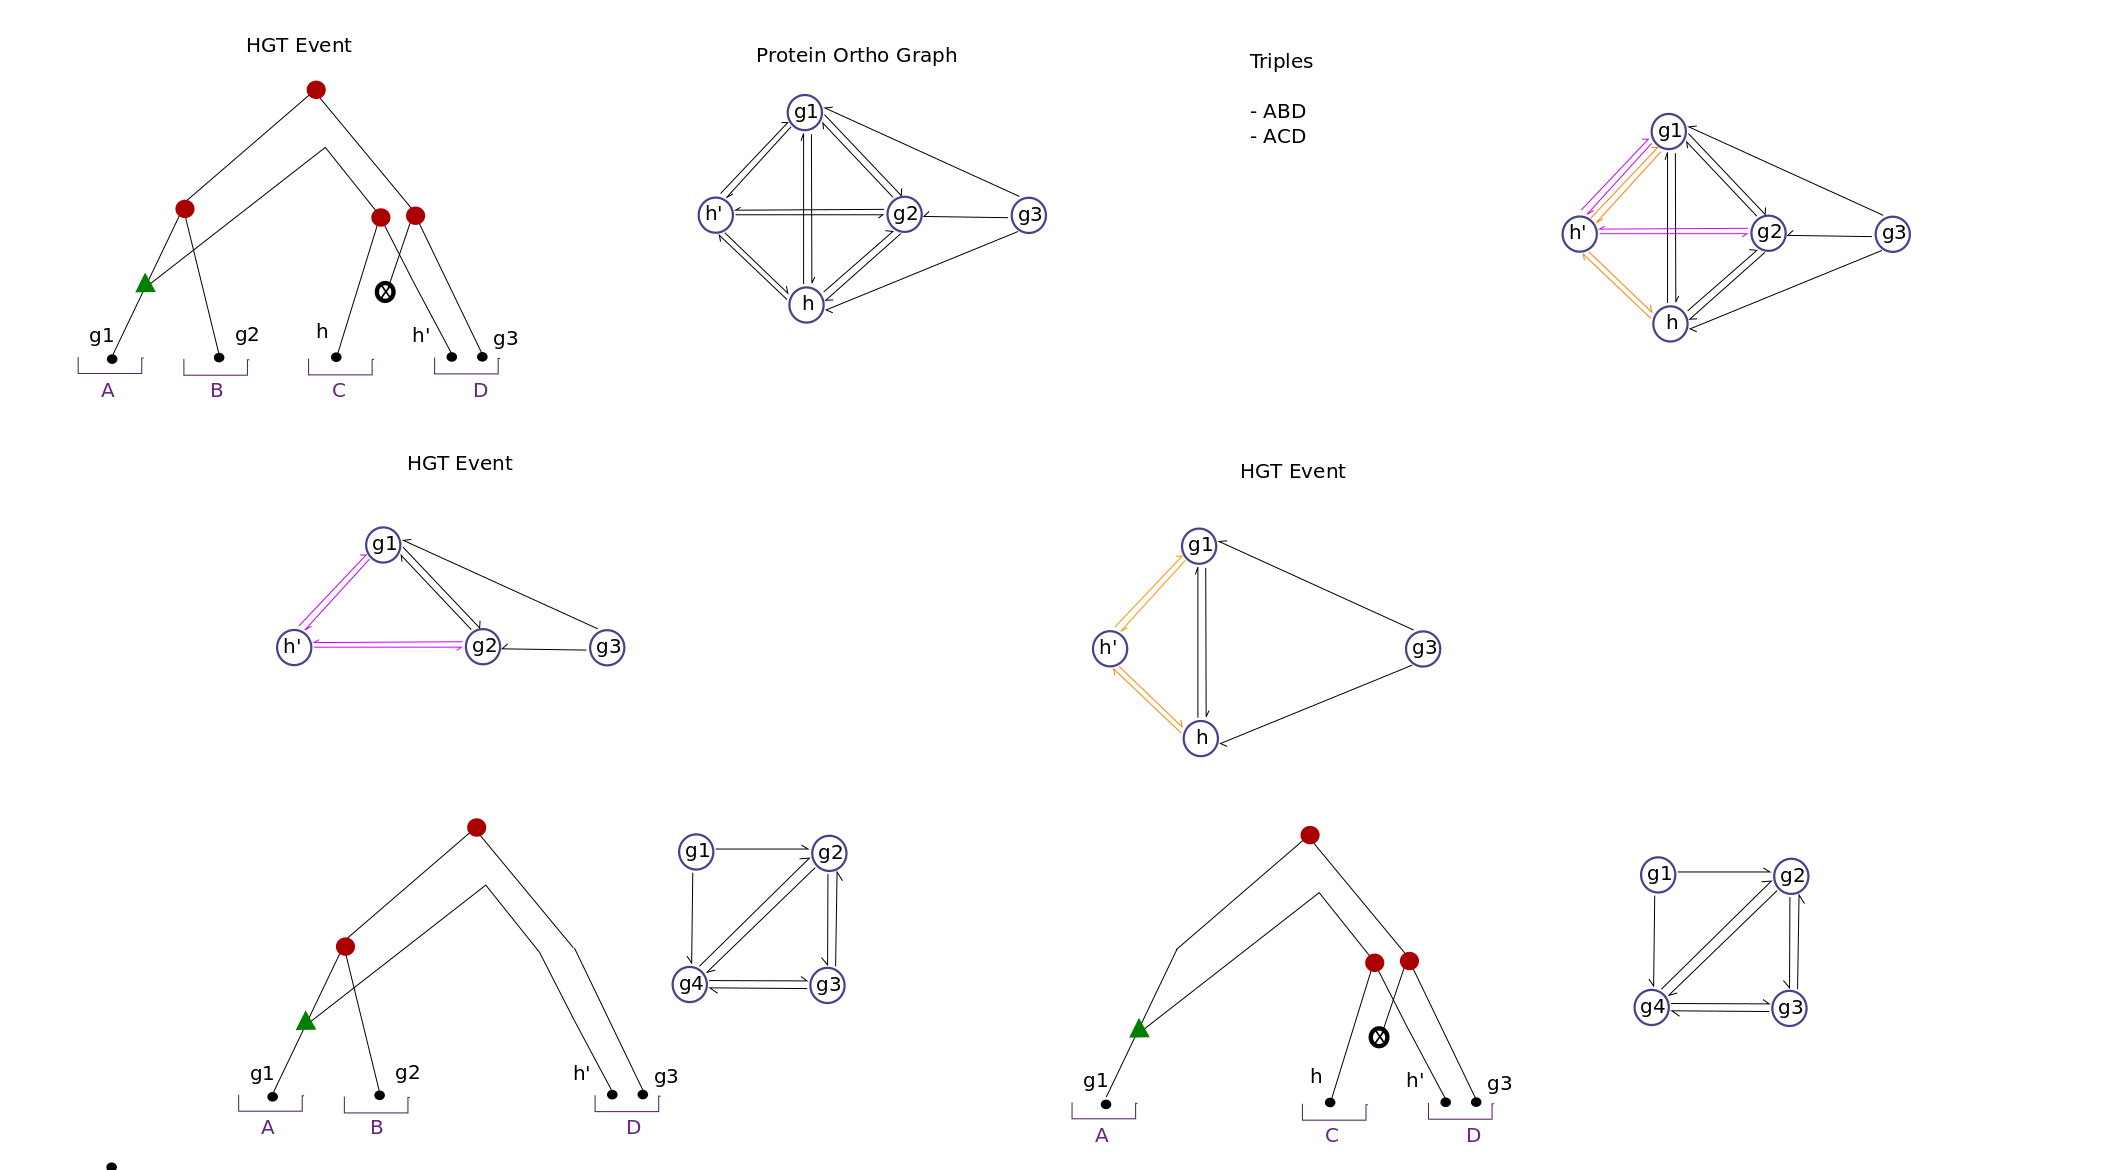 HGT Event
Protein Ortho Graph
Triples
- ABD
- ACD
g1
h'
g2
g3
h
g1
h'
g2
g3
h
g1
g2
h
h'
g3
A
B
C
D
HGT Event
HGT Event
g1
h'
g2
g3
g1
h'
g3
h
g1
g2
g4
g3
g1
g2
g4
g3
g1
g2
h'
g3
A
B
D
g1
h
h'
g3
A
C
D